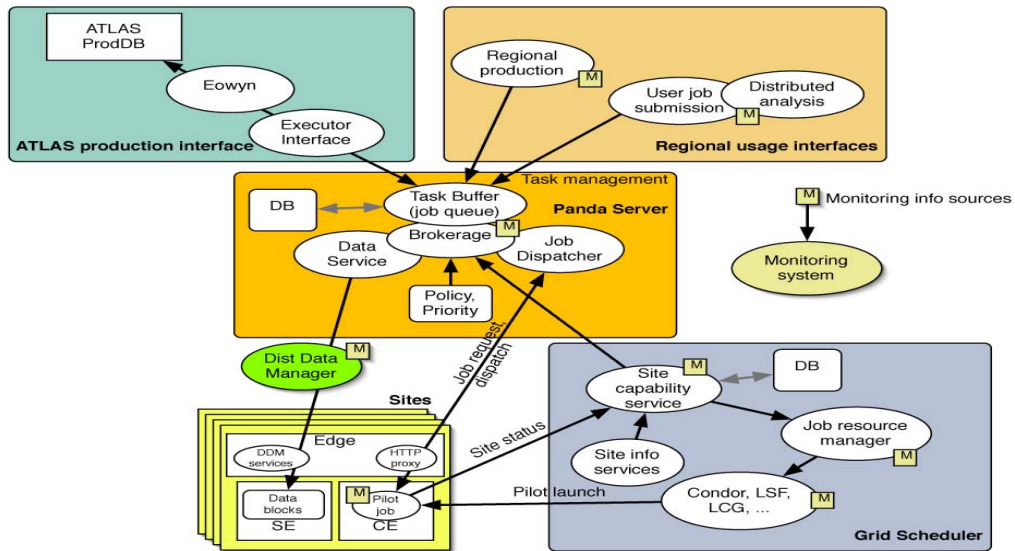 ATLAS
ProdDB
Eowyn
Executor
Interface
ATLAS production interface
Regional
production
M
User job
submission
M
Distributed
analysis
Regional usage interfaces
Task management
DB
Task Buffer
(job queue)
Panda Server
Brokerage
M
Data
Service
Job
Dispatcher
Policy,
Priority
M
Monitoring info sources
Monitoring
system
Dist Data
Manager
M
Job request,
dispatch
Sites
Edge
DDM
services
HTTP
proxy
Data
blocks
SE
M
Pilot
job
CE
Site status
Pilot launch
Site
capability
service
M
DB
Job resource
manager
M
Site info
services
Condor, LSF,
LCG, ...
M
Grid Scheduler